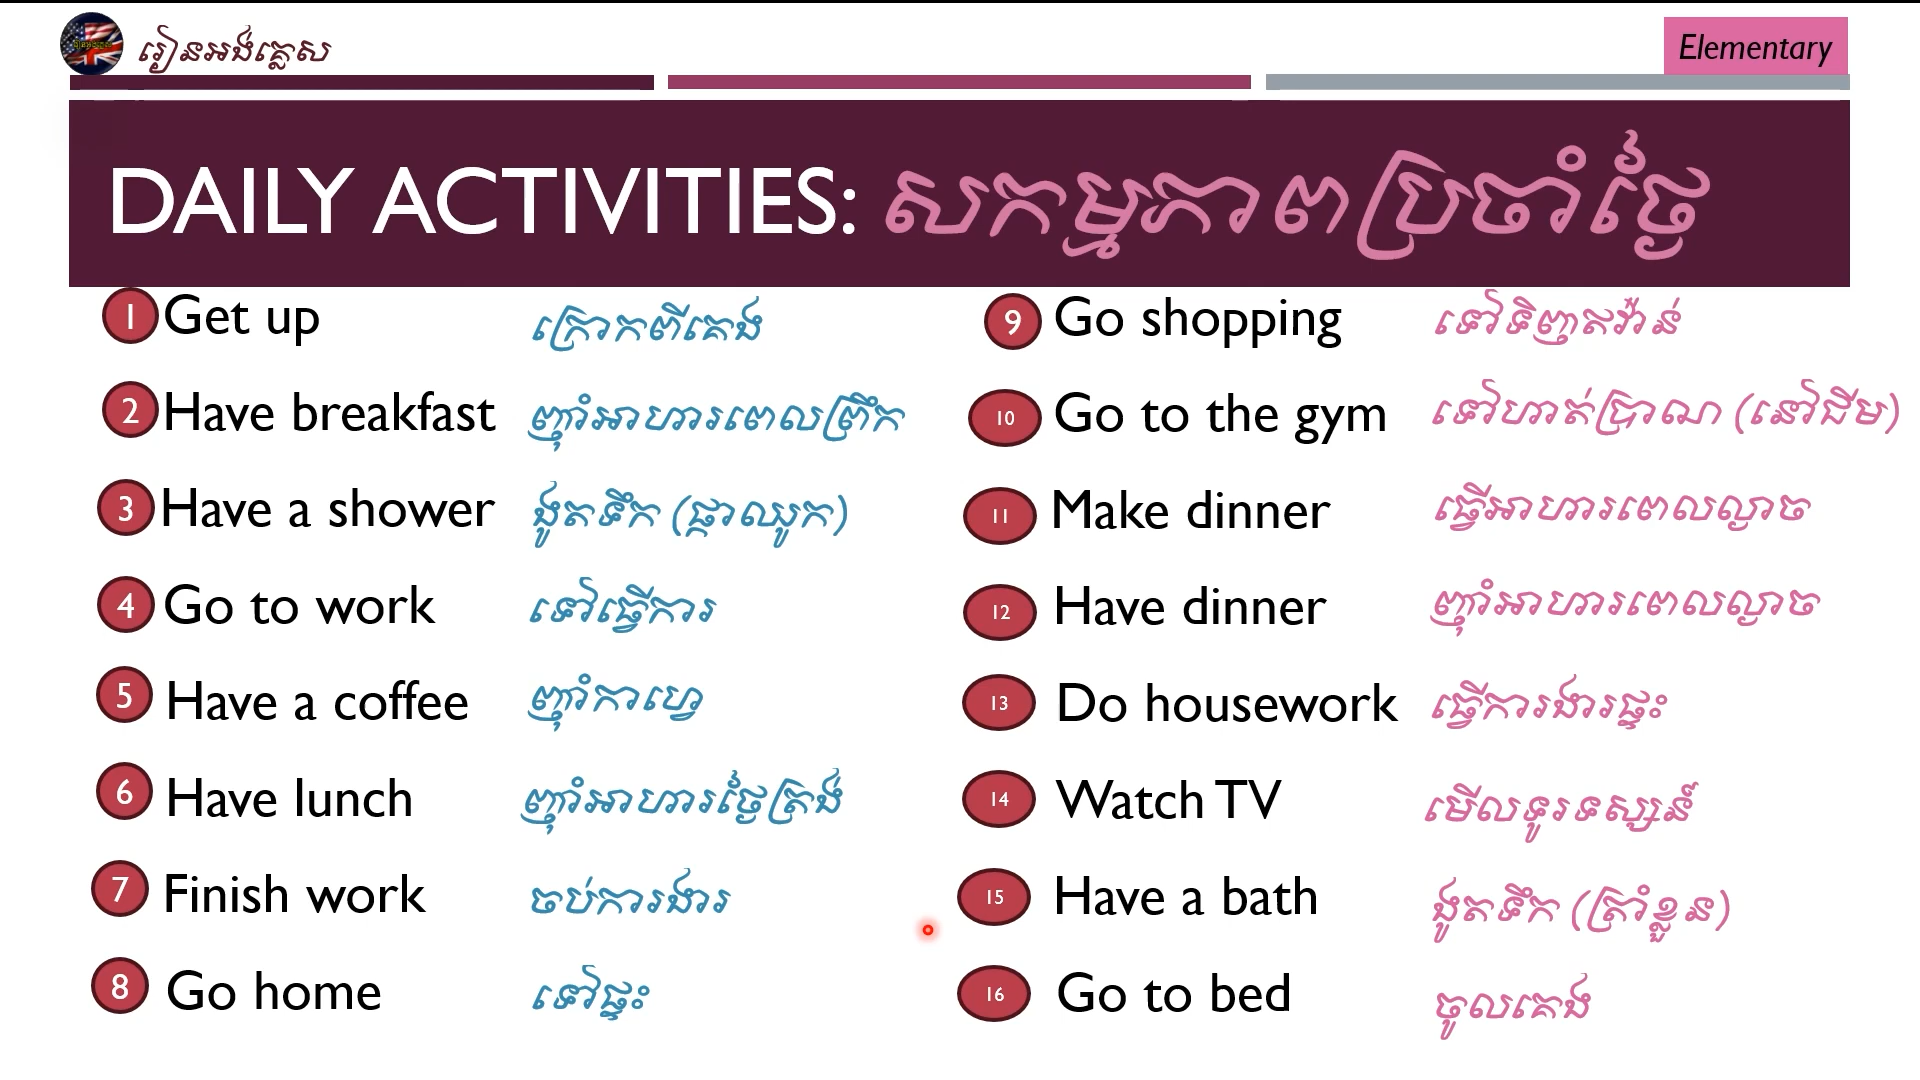 រៀនអង់គ្លេស
Elementary
DAILY ACTIVITIES: សកម្មភាពប្រចាំថ្ងៃ
1 Get up ក្រោកពីគេង
2 Have breakfast ញ៉ាំអាហារពេលព្រឹក
3 Have a shower ងូតទឹក (ផ្កាឈូក)
4 Go to work ទៅធ្វើការ
5 Have a coffee ញ៉ាំកាហ្វេ
6 Have lunch ញ៉ាំអាហារថ្ងៃត្រង់
7 Finish work ចប់ការងារ
8 Go home ទៅផ្ទះ
9 Go shopping ទៅទិញឥវ៉ាន់
10 Go to the gym ទៅហាត់ប្រាណ (នៅជីម)
11 Make dinner ធ្វើអាហារពេលល្ងាច
12 Have dinner ញ៉ាំអាហារពេលល្ងាច
13 Do housework ធ្វើការងារផ្ទះ
14 Watch TV មើលទូរទស្សន៍
15 Have a bath ងូតទឹក (ត្រាំខ្លួន)
16 Go to bed ចូលគេង